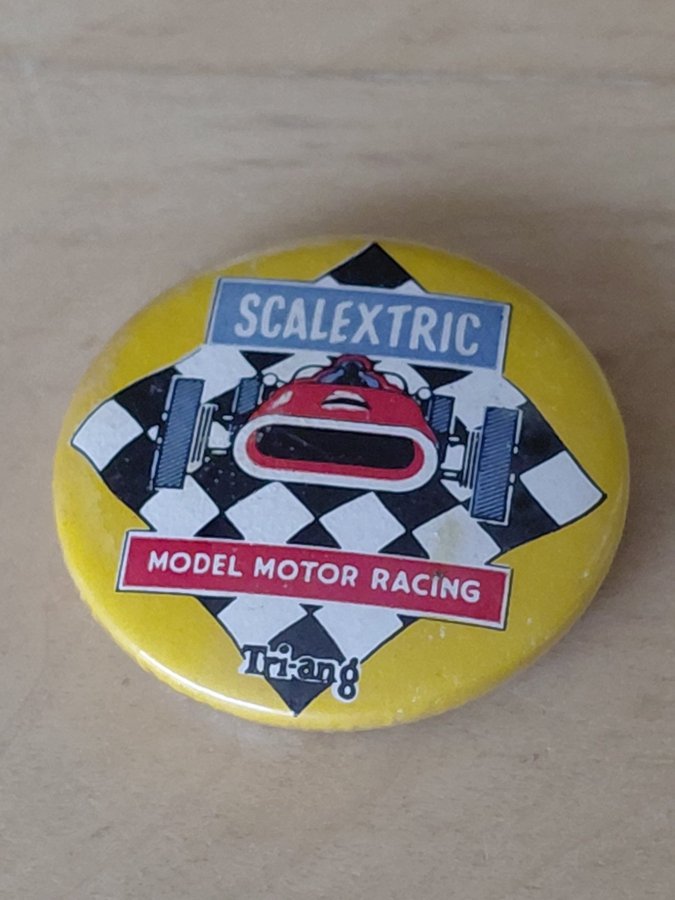 SCALEXTRIC
MODEL MOTOR RACING
Tri-ang